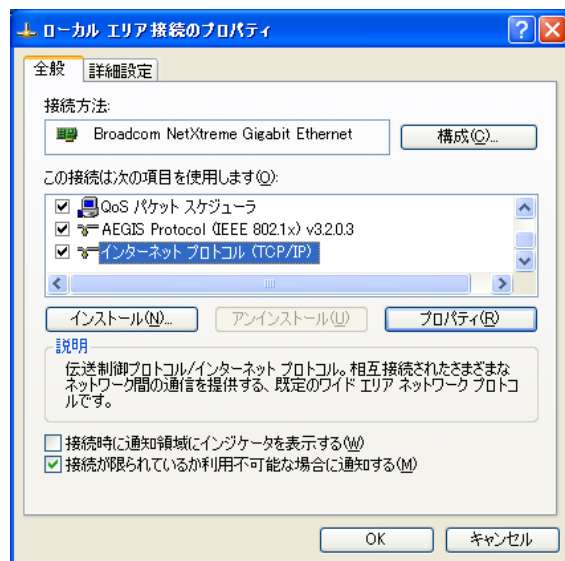 ローカル エリア接続のプロパティ
全般
詳細設定
接続方法:
Broadcom NetXtreme Gigabit Ethernet
構成(C)...
この接続は次の項目を使用します(O):
QoS パケット スケジューラ
AEGIS Protocol (IEEE 802.1x) v3.2.0.3
インターネット プロトコル (TCP/IP)
インストール(N)...
アンインストール(U)
プロパティ(R)
説明
伝送制御プロトコル/インターネット プロトコル。相互接続されたさまざまな
ネットワーク間の通信を提供する、既定のワイド エリア ネットワーク プロトコ
ルです。
接続時に通知領域にインジケータを表示する(W)
接続が限られているか利用不可能な場合に通知する(M)
OK
キャンセル